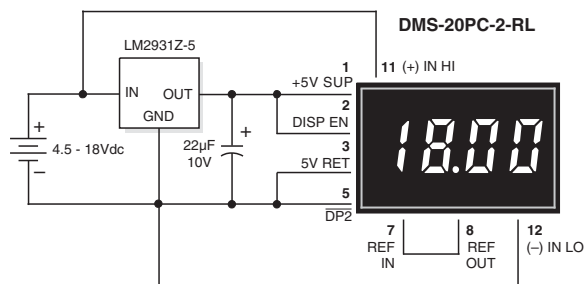 DMS-20PC-2-RL
LM2931Z-5
1
11 (+) IN HI
+5V SUP
IN
OUT
GND
2
DISP EN
+
4.5 - 18Vdc
–
22µF
10V
+
3
5V RET
5
DP2
18.00
7
REF
IN
8
REF
OUT
12
(–) IN LO